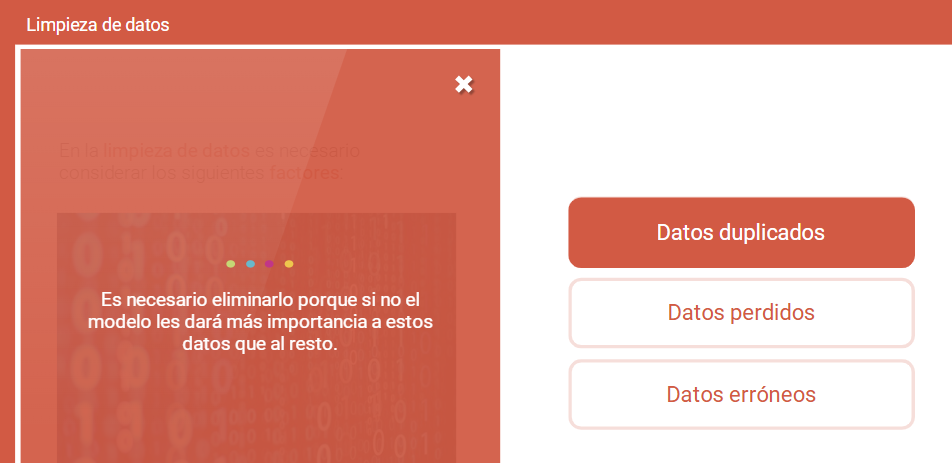 Limpieza de datos
En la limpieza de datos es necesario
considerar los siguientes factores
Es necesario eliminarlo porque si no el
modelo les dará más importancia a estos
datos que al resto.
Datos duplicados
Datos perdidos
Datos erróneos